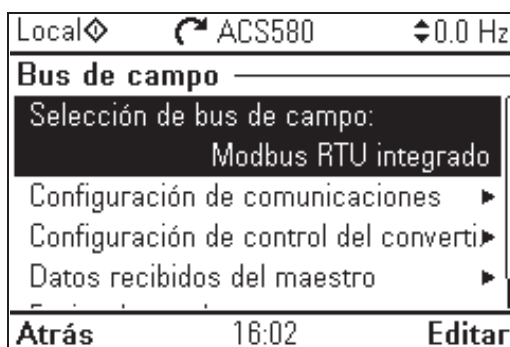 Local ACS580 0.0 Hz
Bus de campo
Selección de bus de campo:
Modbus RTU integrado
Configuración de comunicaciones
Configuración de control del converti
Datos recibidos del maestro
Atrás 16:02 Editar